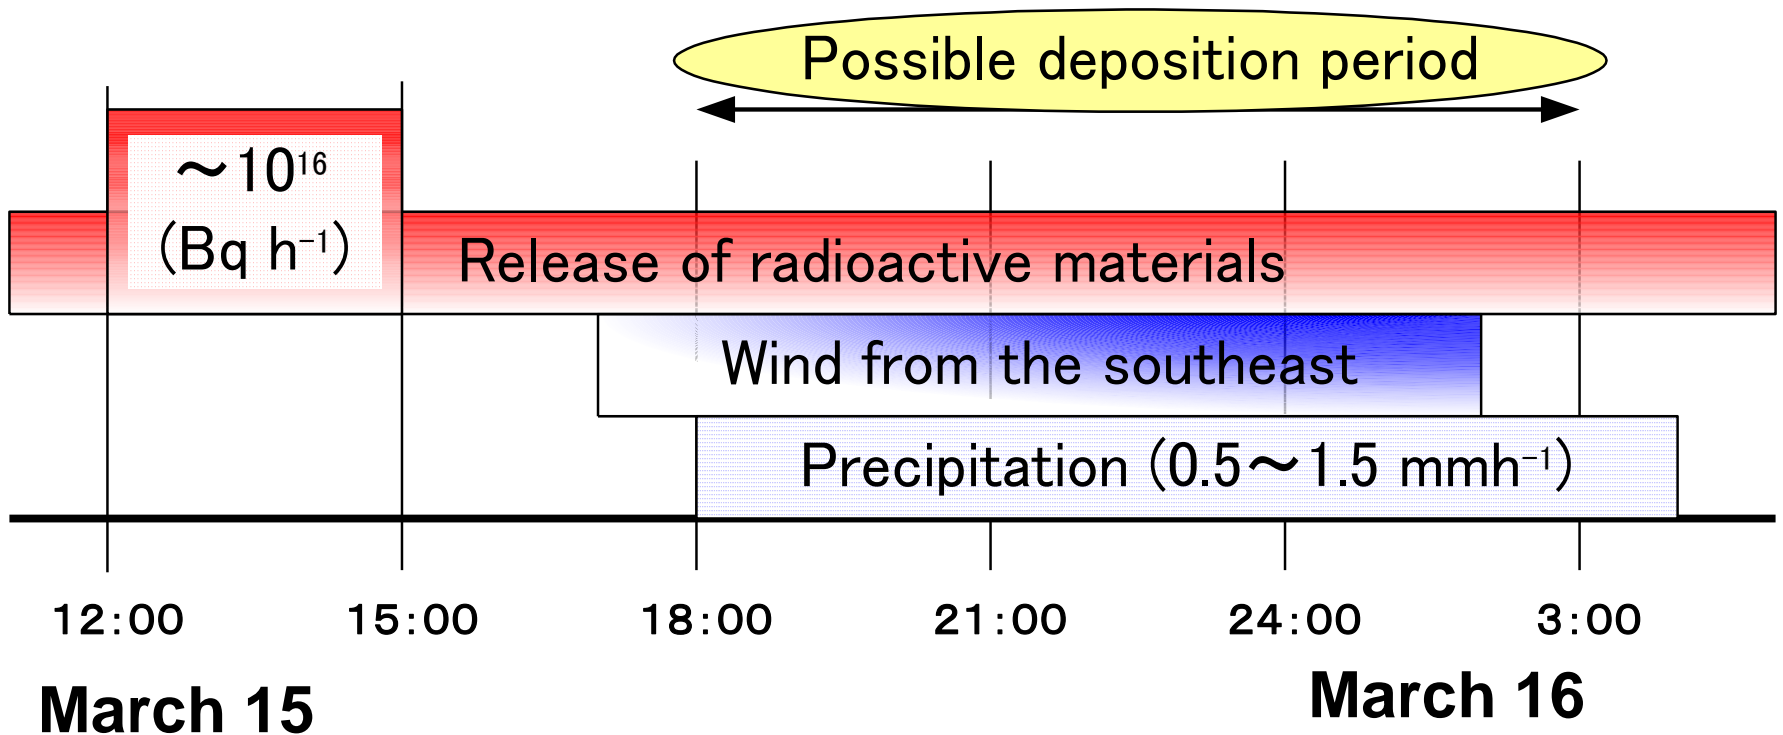 Possible deposition period
～10¹⁶
(Bq h⁻¹)
Release of radioactive materials
Wind from the southeast
Precipitation (0.5～1.5 mmh⁻¹)
12:00 15:00 18:00 21:00 24:00 3:00
March 15 March 16